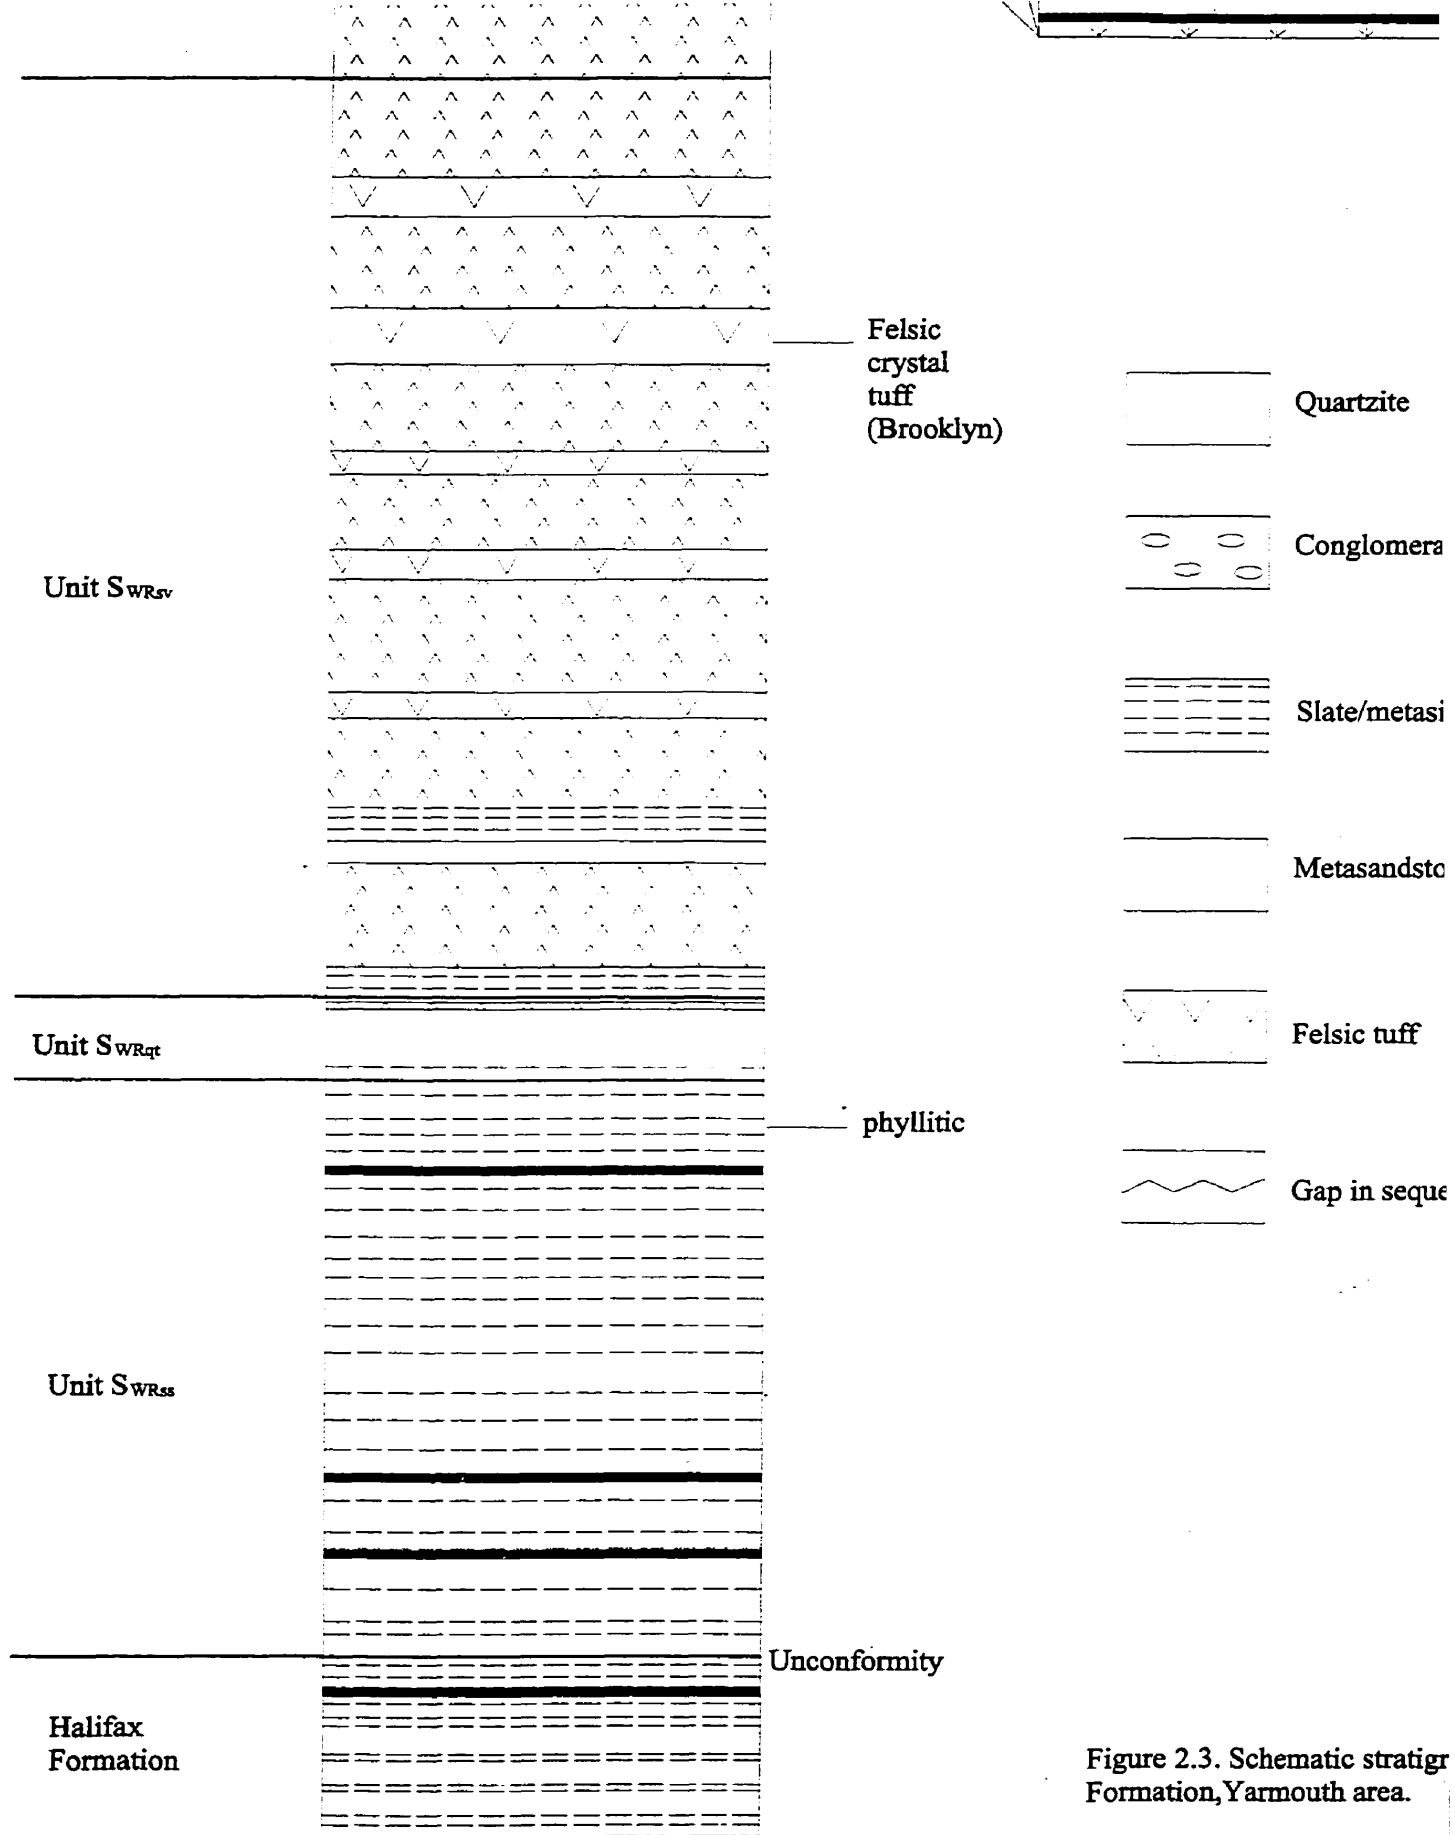 Felsic
crystal
tuff
(Brooklyn)
Unit SWRsv
Unit SWRqt
phyllitic
Unit SWRss
Unconformity
Halifax
Formation
Quartzite
Conglomera
Slate/metasi
Metasandsto
Felsic tuff
Gap in seque
Figure 2.3. Schematic stratigr
Formation,Yarmouth area.